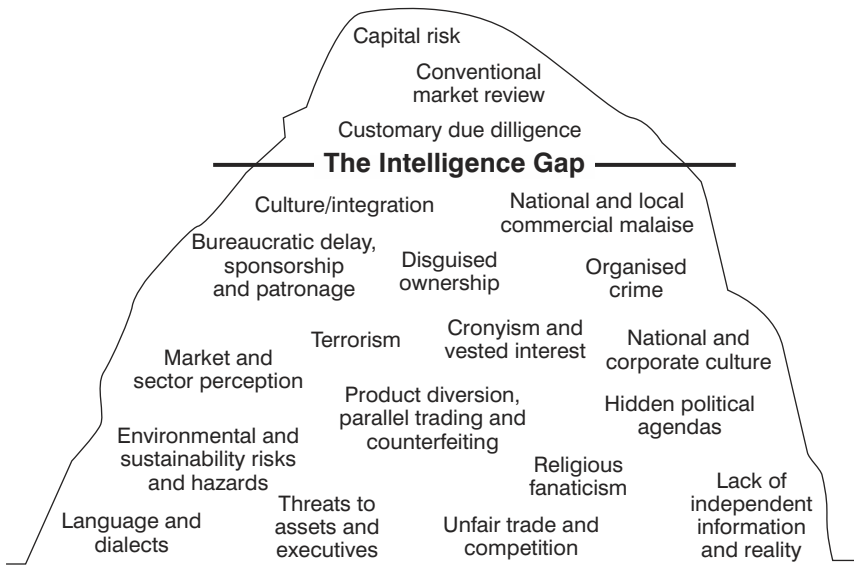 Capital risk
Conventional
market review
Customary due dilligence
The Intelligence Gap
Culture/integration
National and local
commercial malaise
Bureaucratic delay,
sponsorship
and patronage
Disguised
ownership
Organised
crime
Terrorism
Cronyism and
vested interest
National and
corporate culture
Market and
sector perception
Product diversion,
parallel trading and
counterfeiting
Hidden political
agendas
Environmental and
sustainability risks
and hazards
Religious
fanaticism
Lack of
independent
information
and reality
Language and
dialects
Threats to
assets and
executives
Unfair trade and
competition